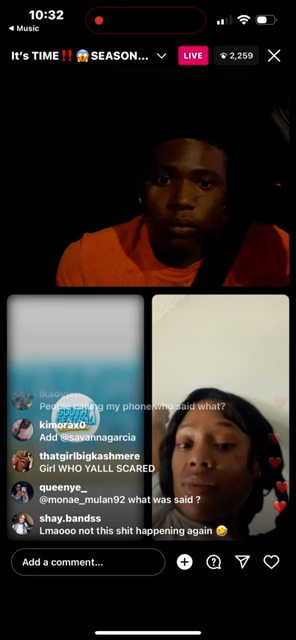 10:32
◀ Music
It's TIME‼️😱SEASON...
LIVE
2,259
People calling my phone who said what?
kimorax0
Add @savannagarcia
thatgirlbigkashmere
Girl WHO YALLL SCARED
queenye_
@monae_mulan92 what was said ?
shay.bandss
Lmaooo not this shit happening again 🤣
SOUTH
CENTRAL
Add a comment...